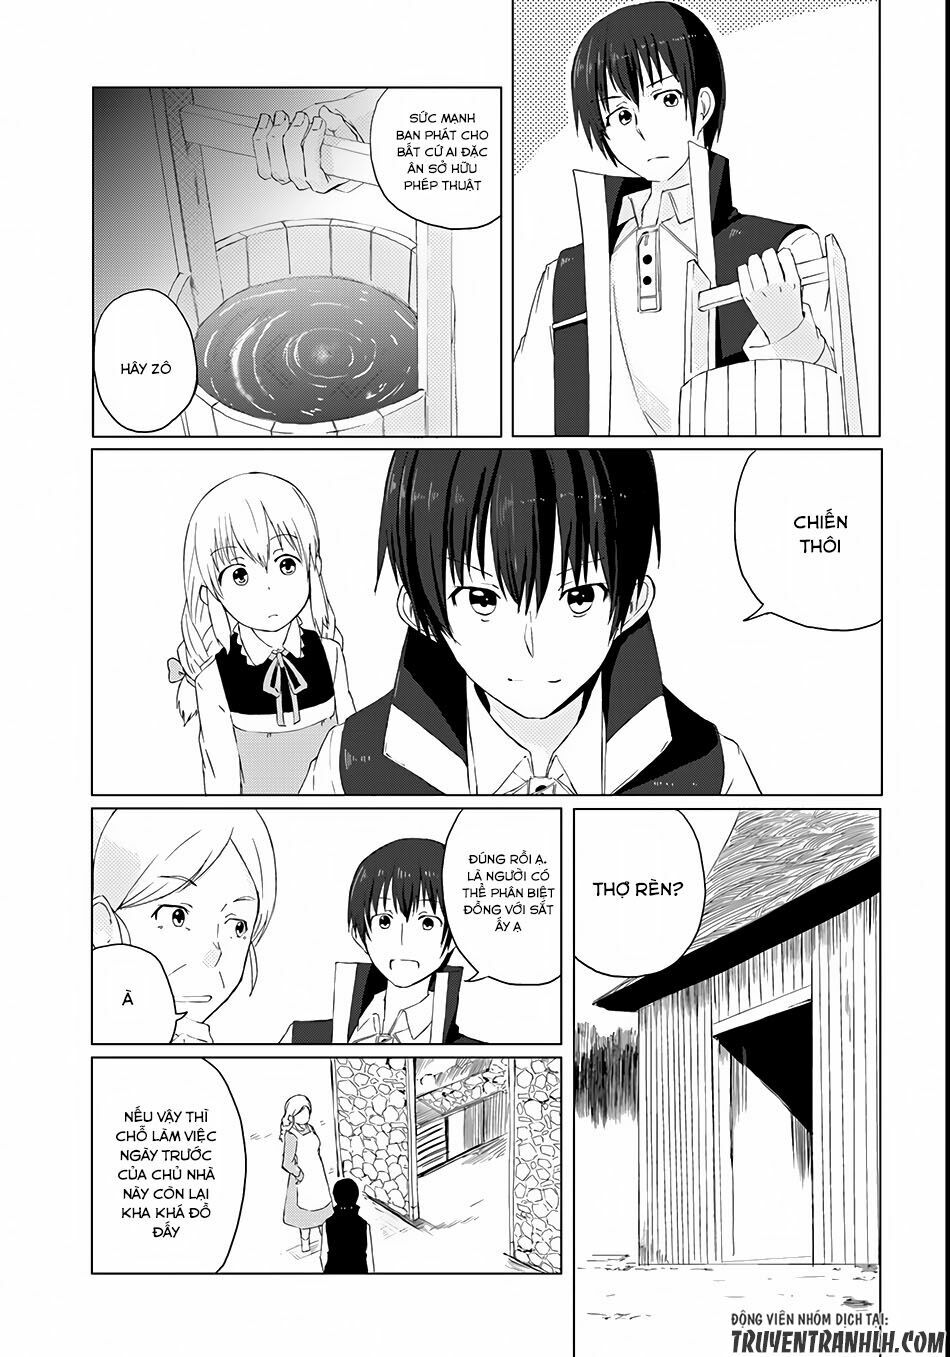 SỨC MẠNH
BAN PHÁT CHO
BẤT CỨ AI ĐẶC
ÂN SỞ HỮU
PHÉP THUẬT
HÂY ZÔ
CHIẾN
THÔI
THỢ RÈN?
ĐÚNG RỒI Ạ.
LÀ NGƯỜI CÓ
THỂ PHÂN BIỆT
ĐỒNG VỚI SẮT
ẤY Ạ
À
NẾU VẬY THÌ
CHỖ LÀM VIỆC
NGÀY TRƯỚC
CỦA CHỦ NHÀ
NÀY CÒN LẠI
KHA KHÁ ĐỒ
ĐẤY
ĐỘNG VIÊN NHÓM DỊCH TẠI:
TRUYENTRANHLH.COM